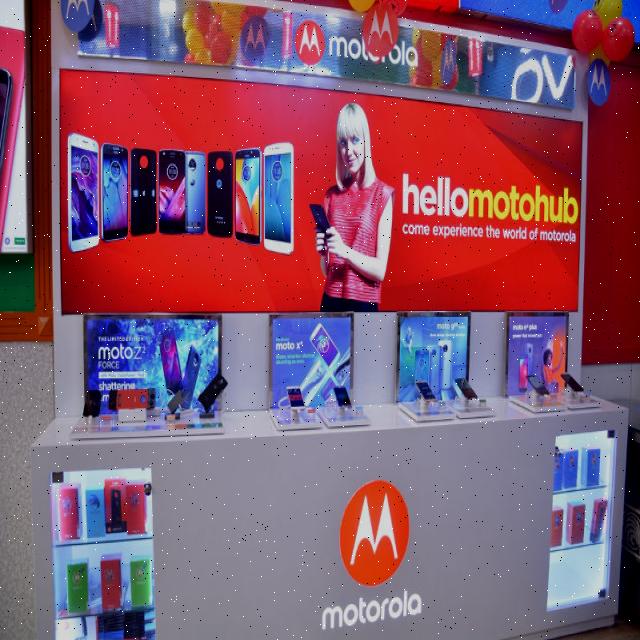 motorola
hellomotohub
come experience the world of motorola
THE LIMITED EDITION
moto z²
FORCE
shattering
moto x⁴
moto
moto e⁴ plus
motorola